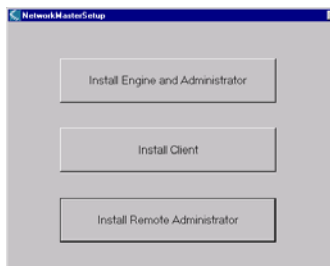 NetworkMasterSetup
Install Engine and Administrator
Install Client
Install Remote Administrator